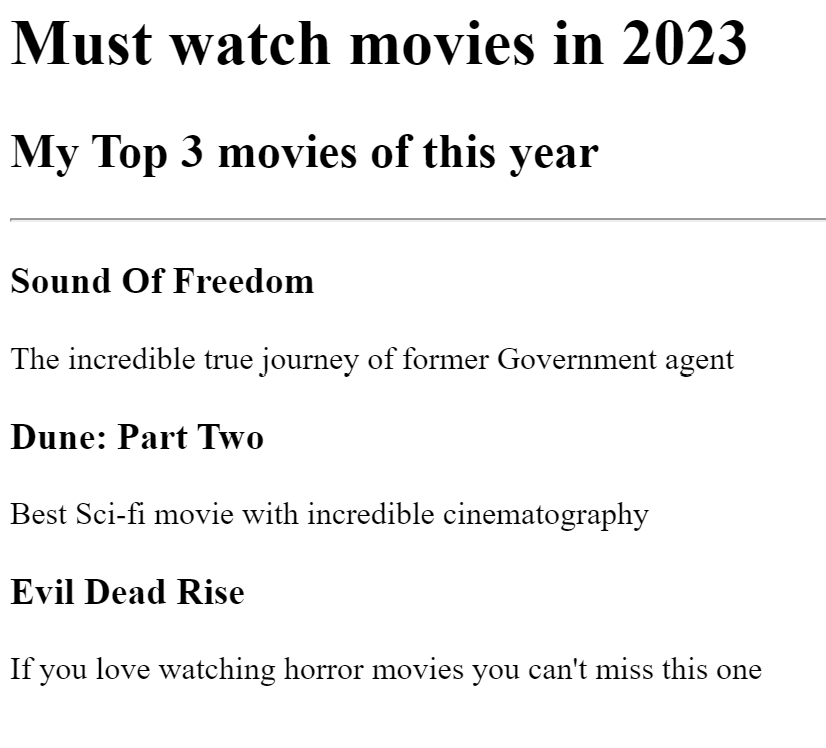 Must watch movies in 2023
My Top 3 movies of this year
Sound Of Freedom
The incredible true journey of former Government agent
Dune: Part Two
Best Sci-fi movie with incredible cinematography
Evil Dead Rise
If you love watching horror movies you can't miss this one